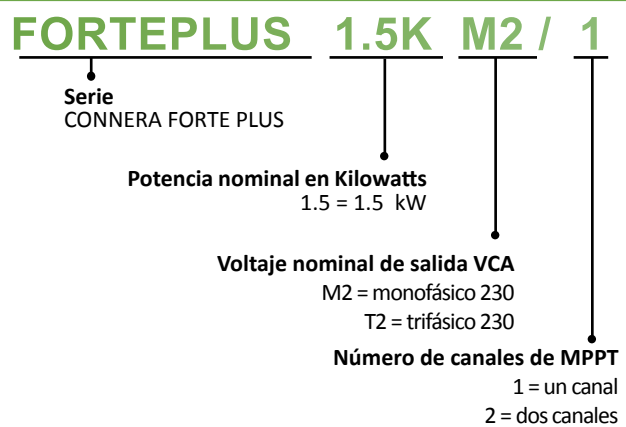 FORTEPLUS 1.5K M2 / 1
Serie
CONNERA FORTE PLUS
Potencia nominal en Kilowatts
1.5 = 1.5 kW
Voltaje nominal de salida VCA
M2 = monofásico 230
T2 = trifásico 230
Número de canales de MPPT
1 = un canal
2 = dos canales